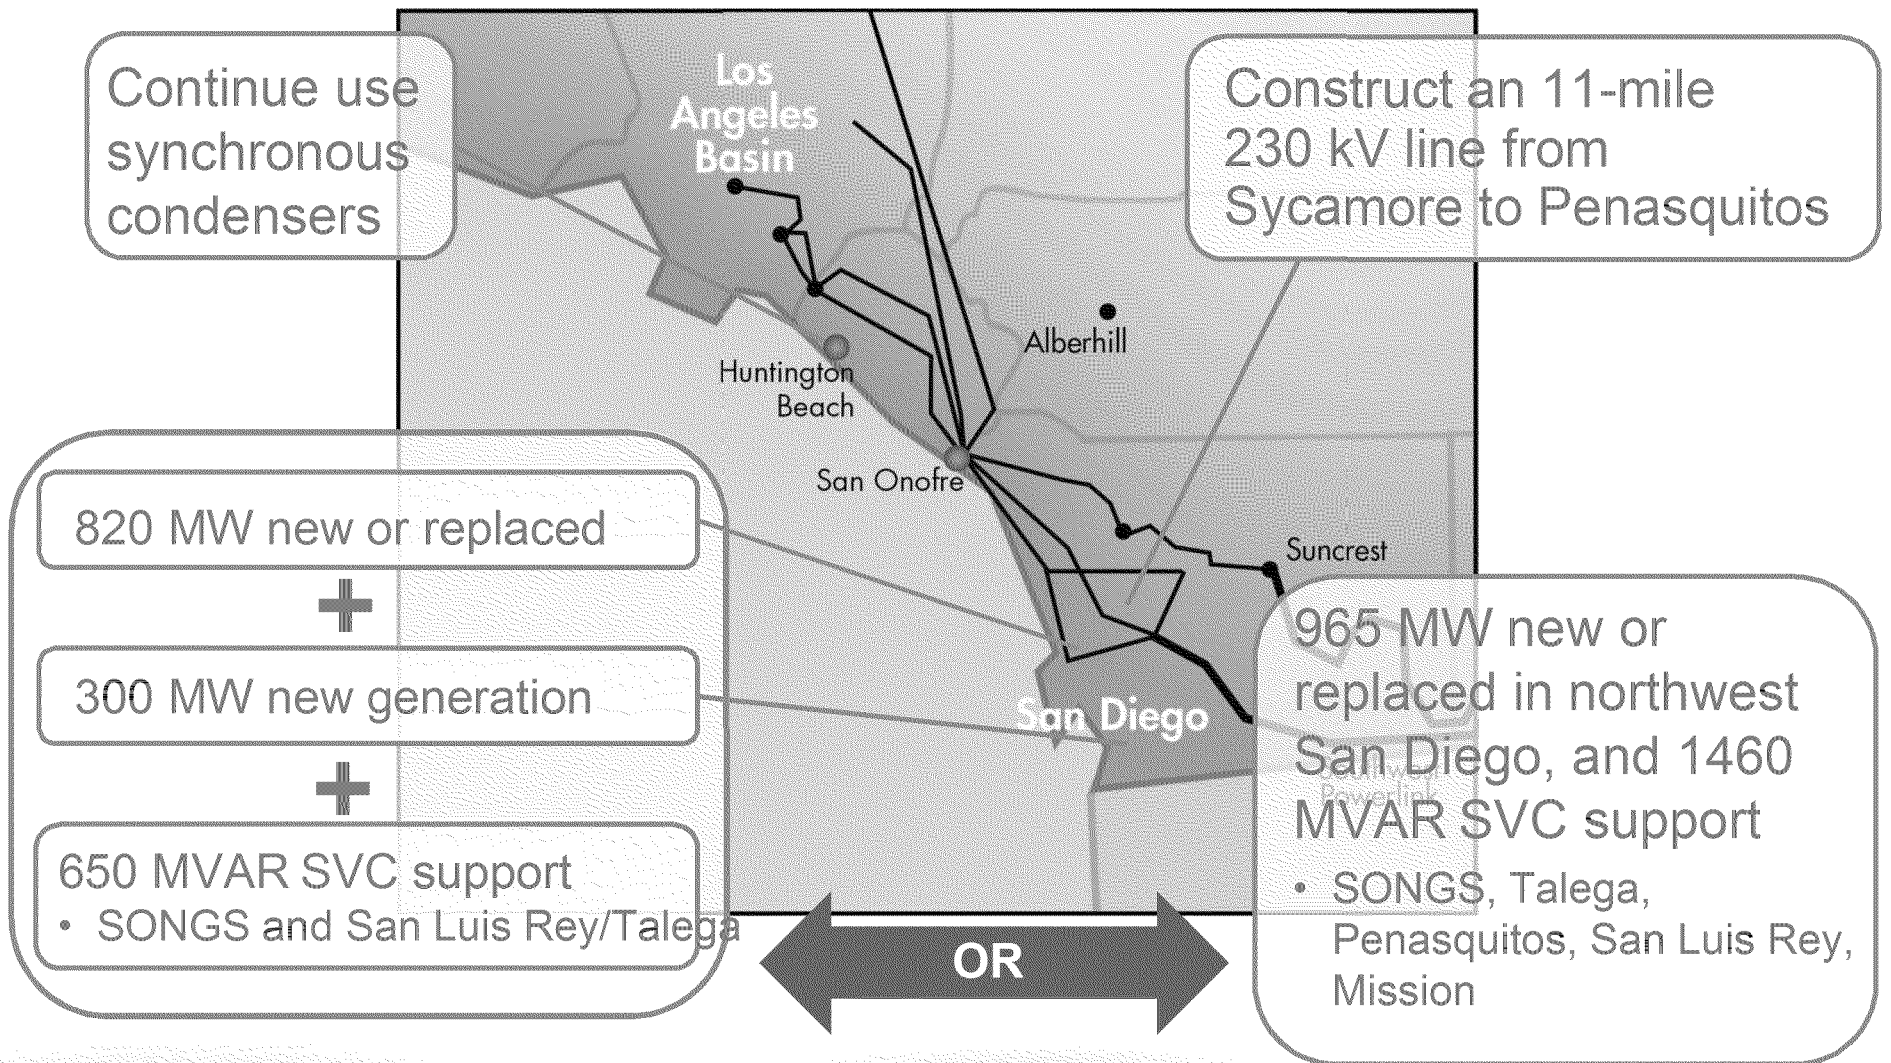 Continue use
synchronous
condensers
Los
Angeles
Basin
Construct an 11-mile
230 kV line from
Sycamore to Penasquitos
Alberhill
Huntington
Beach
San Onofre
Suncrest
820 MW new or replaced
+
300 MW new generation
+
650 MVAR SVC support
• SONGS and San Luis Rey/Talega
San Diego
OR
965 MW new or
replaced in northwest
San Diego, and 1460
MVAR SVC support
• SONGS, Talega,
Penasquitos, San Luis Rey,
Mission
Southwest
Powerlink